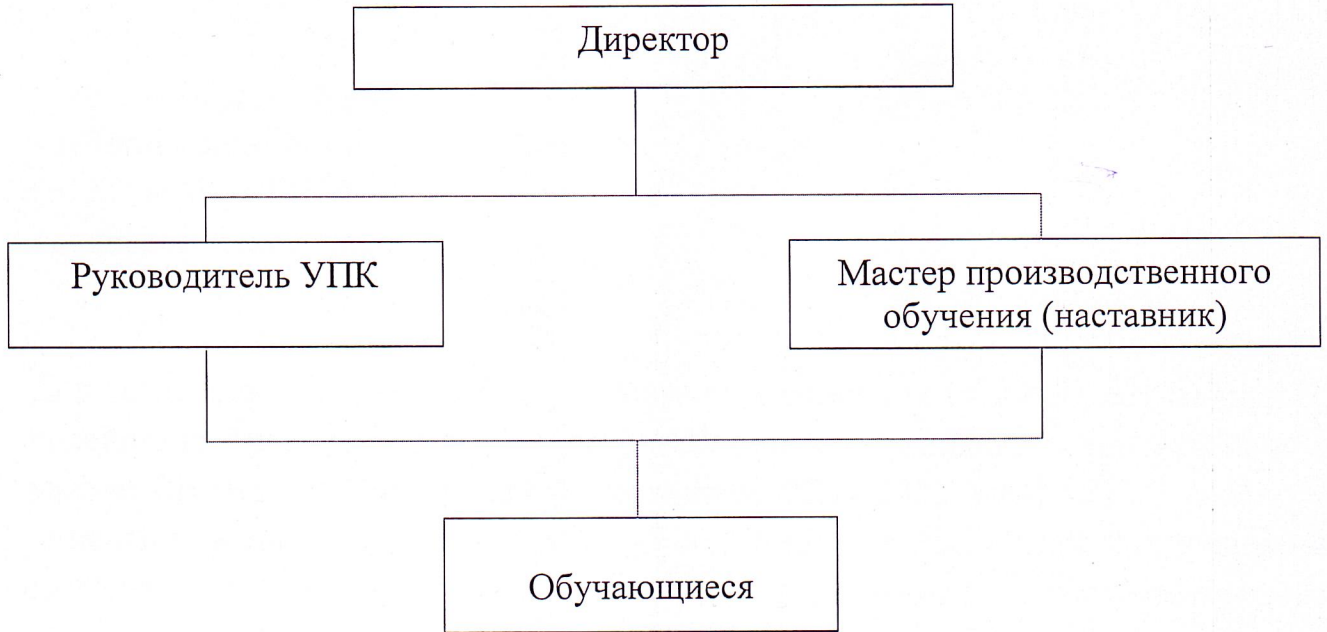 Директор
Руководитель УПК
Мастер производственного
обучения (наставник)
Обучающиеся